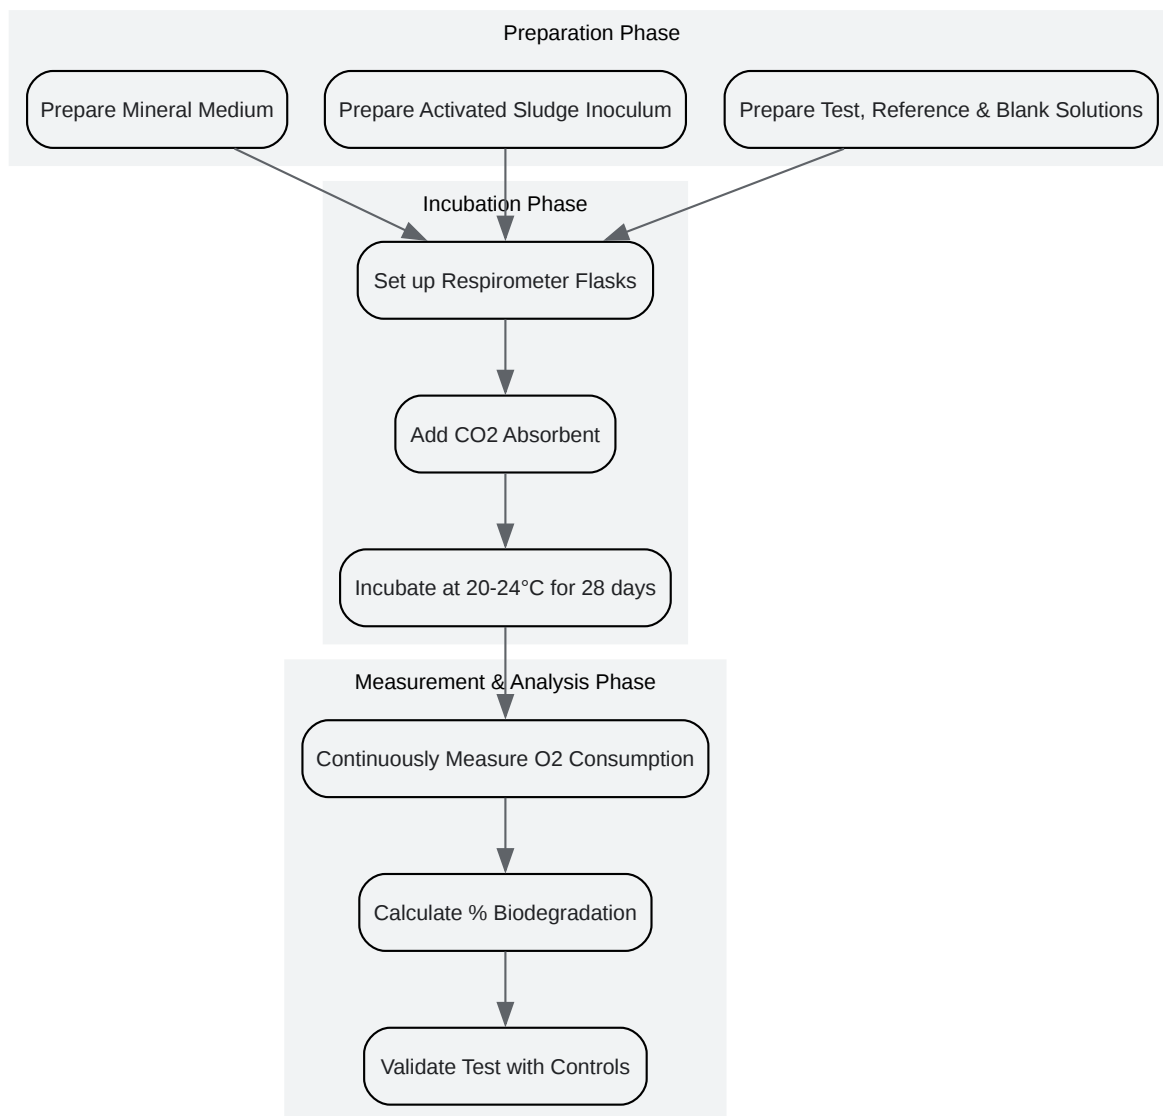 Preparation Phase
Prepare Mineral Medium
Prepare Activated Sludge Inoculum
Prepare Test, Reference & Blank Solutions
Incubation Phase
Set up Respirometer Flasks
Add CO2 Absorbent
Incubate at 20-24°C for 28 days
Measurement & Analysis Phase
Continuously Measure O2 Consumption
Calculate % Biodegradation
Validate Test with Controls